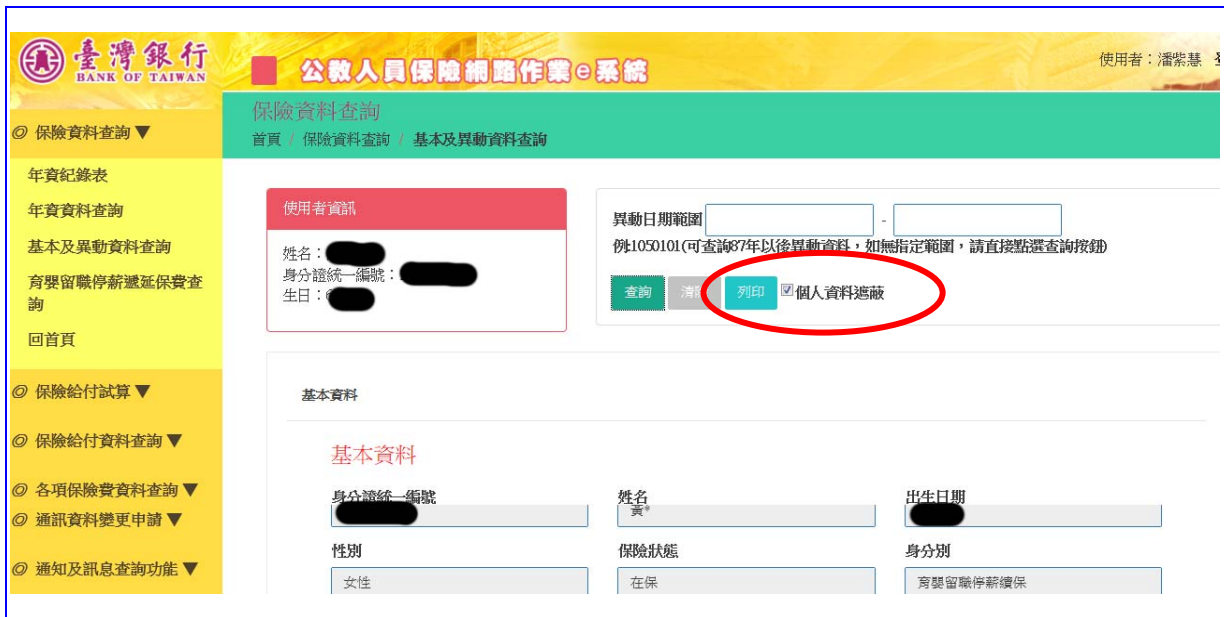 臺灣銀行
BANK OF TAIWAN
公教人員保險網路作業e系統
使用者：潘紫慧
◎ 保險資料查詢▼
年資紀錄表
年資資料查詢
基本及異動資料查詢
育嬰留職停薪遞延保費查
詢
回首頁
◎ 保險給付試算▼
◎ 保險給付資料查詢▼
◎ 各項保險費資料查詢▼
◎ 通訊資料變更申請▼
◎ 通知及訊息查詢功能▼
保險資料查詢
首頁 / 保險資料查詢 / 基本及異動資料查詢
使用者資訊
姓名：
身分證統一編號：
生日：
異動日期範圍 -
例:1050101(可查詢87年以後異動資料，如無指定範圍，請直接點選查詢按鈕)
查詢 清除 列印 個人資料遮蔽
基本資料
基本資料
身分證統一編號 姓名 出生日期
黃*
性別 保險狀態 身分別
女性 在保 育嬰留職停薪續保